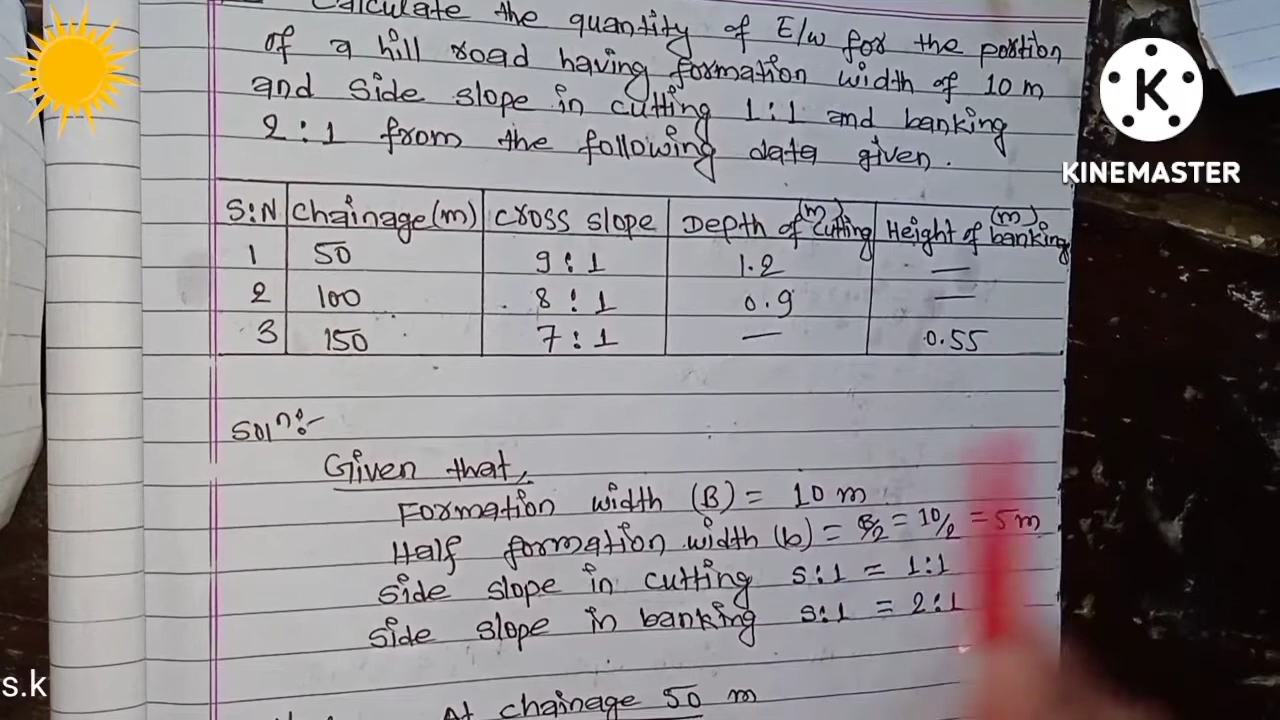 Calculate the quantity of E/w for the portion
of a hill road having formation width of 10 m
and side slope in cutting 1:1 and banking
2:1 from the following data given.
K
KINEMASTER
S:N Chainage (m) Cross slope Depth of cutting (m) Height of banking (m)
1 50 9:1 1.2 —
2 100 8:1 0.9 —
3 150 7:1 — 0.55
Solⁿ:-
Given that,
Formation width (B) = 10 m
Half formation width (b) = B/2 = 10/2 = 5m
side slope in cutting s:1 = 1:1
side slope in banking s:1 = 2:1
s.k
At chainage 50 m